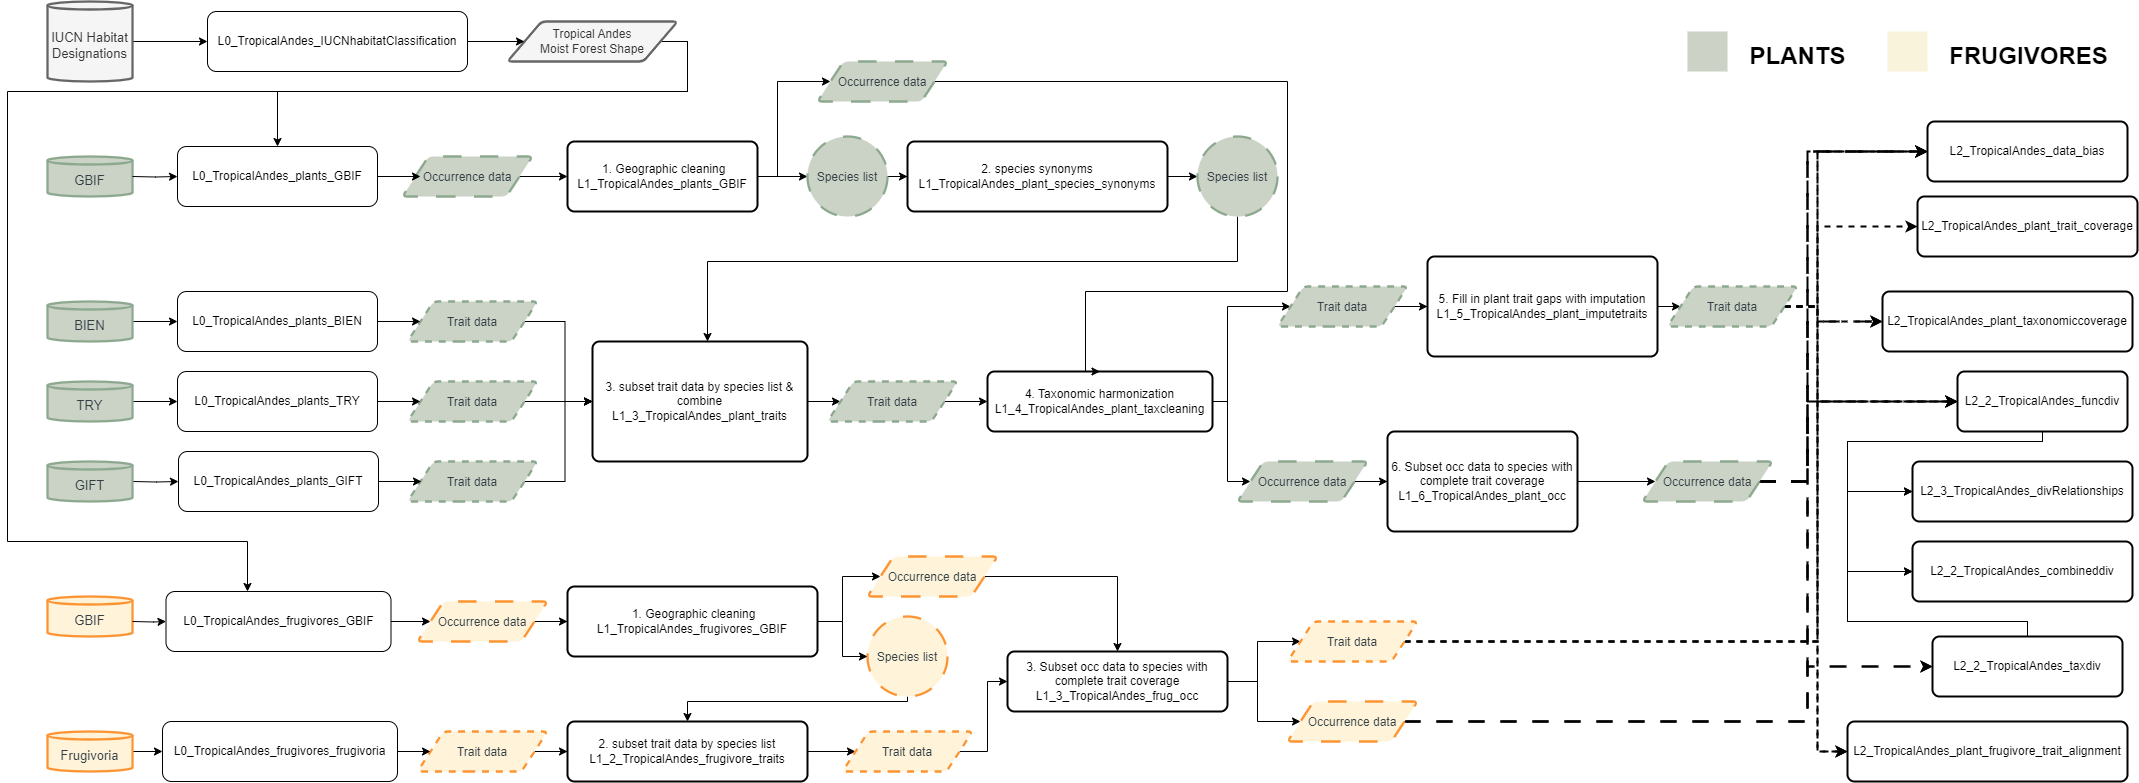 IUCN Habitat
Designations
L0_TropicalAndes_IUCNhabitatClassification
Tropical Andes
Moist Forest Shape
PLANTS
FRUGIVORES
Occurrence data
GBIF
L0_TropicalAndes_plants_GBIF
Occurrence data
1. Geographic cleaning
L1_TropicalAndes_plants_GBIF
Species list
2. species synonyms
L1_TropicalAndes_plant_species_synonyms
Species list
L2_TropicalAndes_data_bias
L2_TropicalAndes_plant_trait_coverage
BIEN
L0_TropicalAndes_plants_BIEN
Trait data
Trait data
5. Fill in plant trait gaps with imputation
L1_5_TropicalAndes_plant_imputetraits
Trait data
L2_TropicalAndes_plant_taxonomiccoverage
TRY
L0_TropicalAndes_plants_TRY
Trait data
3. subset trait data by species list &
combine
L1_3_TropicalAndes_plant_traits
Trait data
4. Taxonomic harmonization
L1_4_TropicalAndes_plant_taxcleaning
L2_2_TropicalAndes_funcdiv
GIFT
L0_TropicalAndes_plants_GIFT
Trait data
Occurrence data
6. Subset occ data to species with
complete trait coverage
L1_6_TropicalAndes_plant_occ
Occurrence data
L2_3_TropicalAndes_divRelationships
L2_2_TropicalAndes_combineddiv
Occurrence data
GBIF
L0_TropicalAndes_frugivores_GBIF
Occurrence data
1. Geographic cleaning
L1_TropicalAndes_frugivores_GBIF
Species list
3. Subset occ data to species with
complete trait coverage
L1_3_TropicalAndes_frug_occ
Trait data
L2_2_TropicalAndes_taxdiv
Occurrence data
Frugivoria
L0_TropicalAndes_frugivores_frugivoria
Trait data
2. subset trait data by species list
L1_2_TropicalAndes_frugivore_traits
Trait data
L2_TropicalAndes_plant_frugivore_trait_alignment